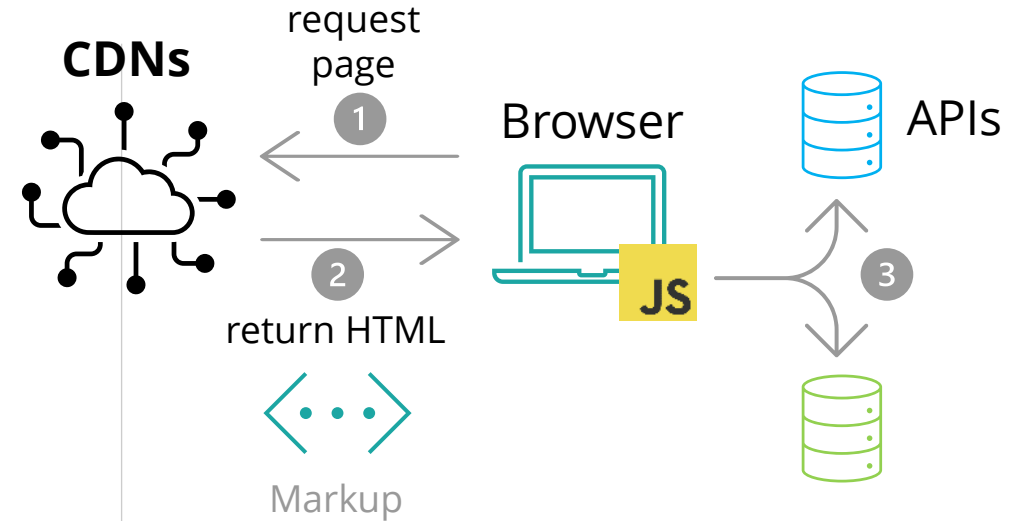 CDNs
request
page
1
Browser
APIs
2
return HTML
JS
3
Markup